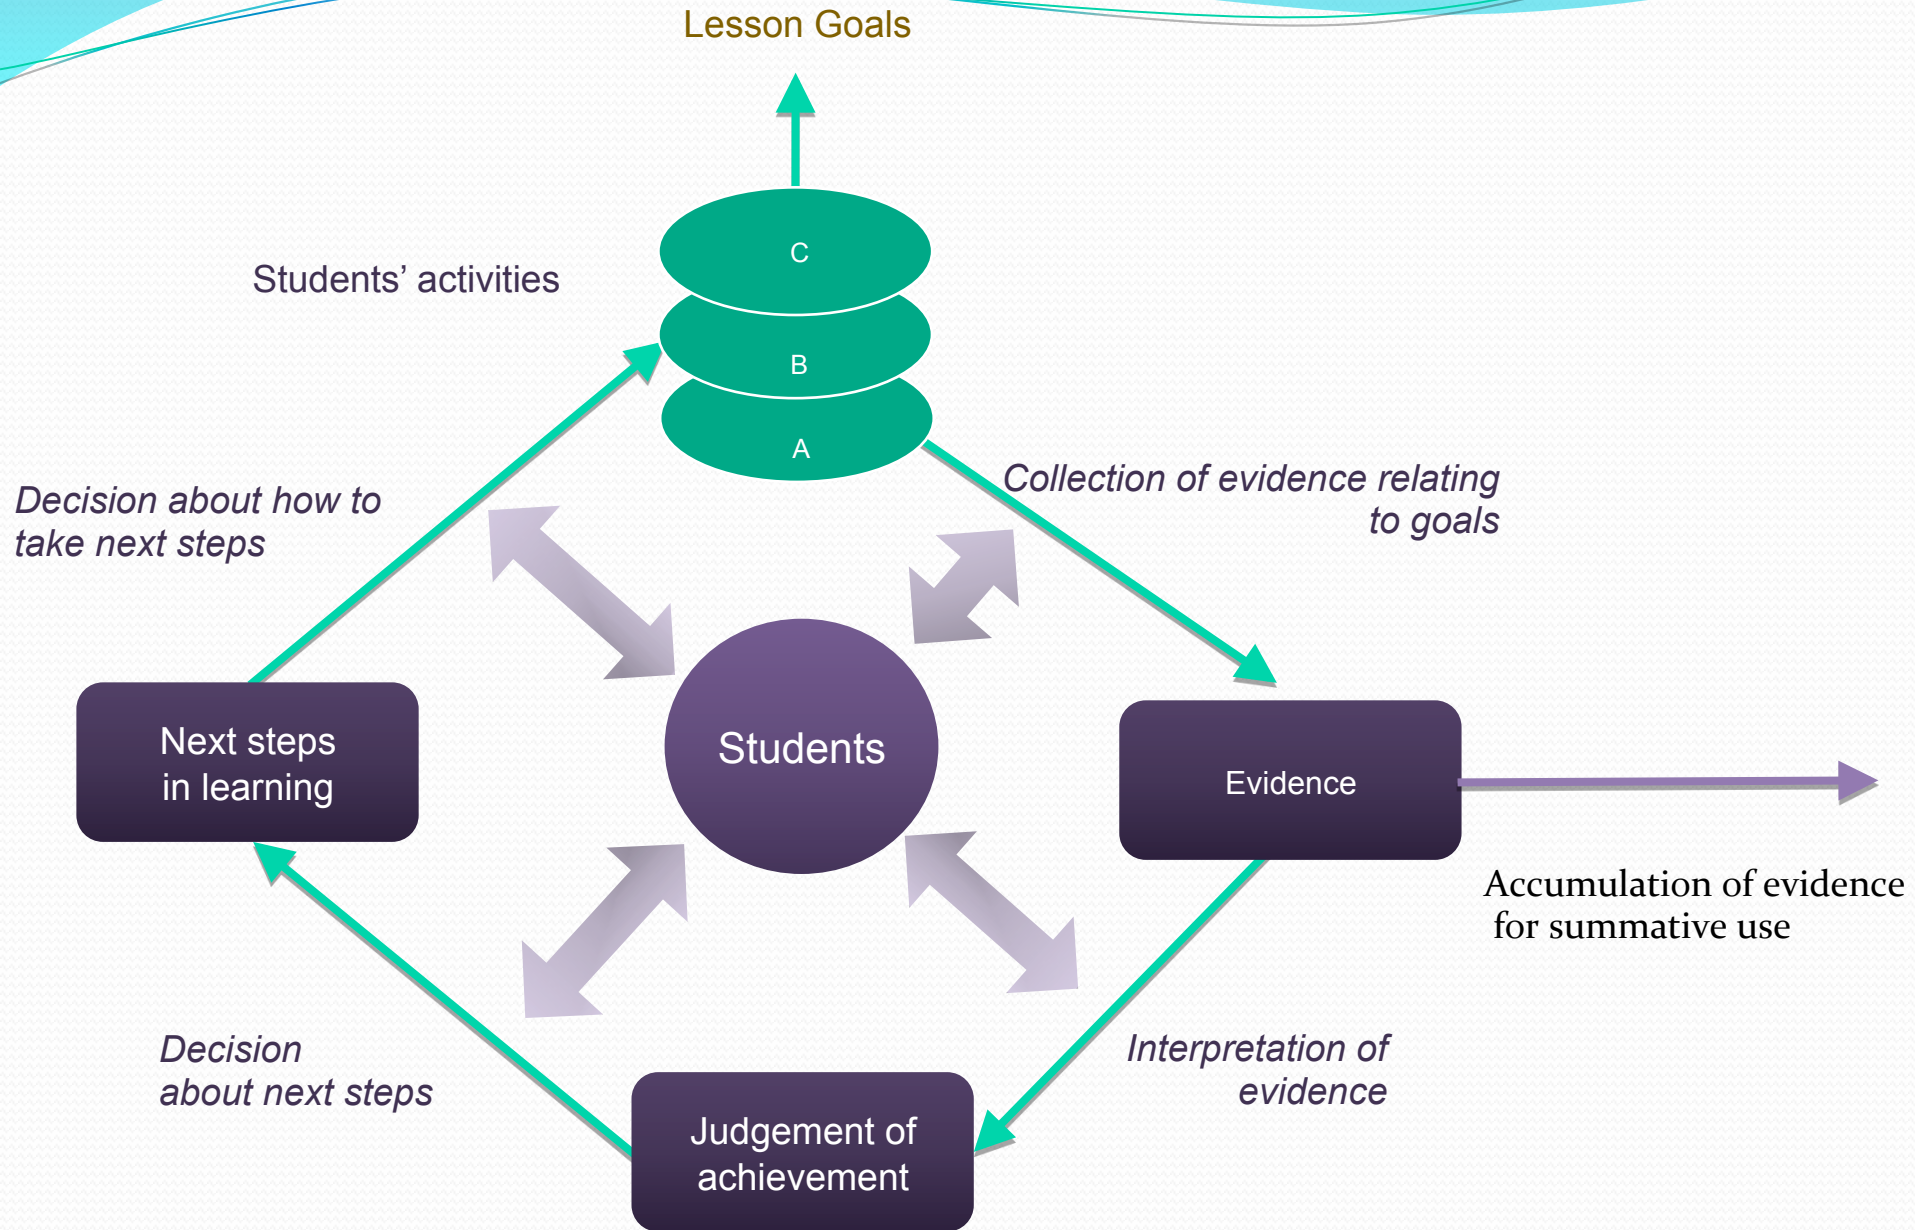 Lesson Goals
C
Students’ activities
B
A
Collection of evidence relating
to goals
Decision about how to
take next steps
Next steps
in learning
Students
Evidence
Accumulation of evidence
for summative use
Decision
about next steps
Interpretation of
evidence
Judgement of
achievement